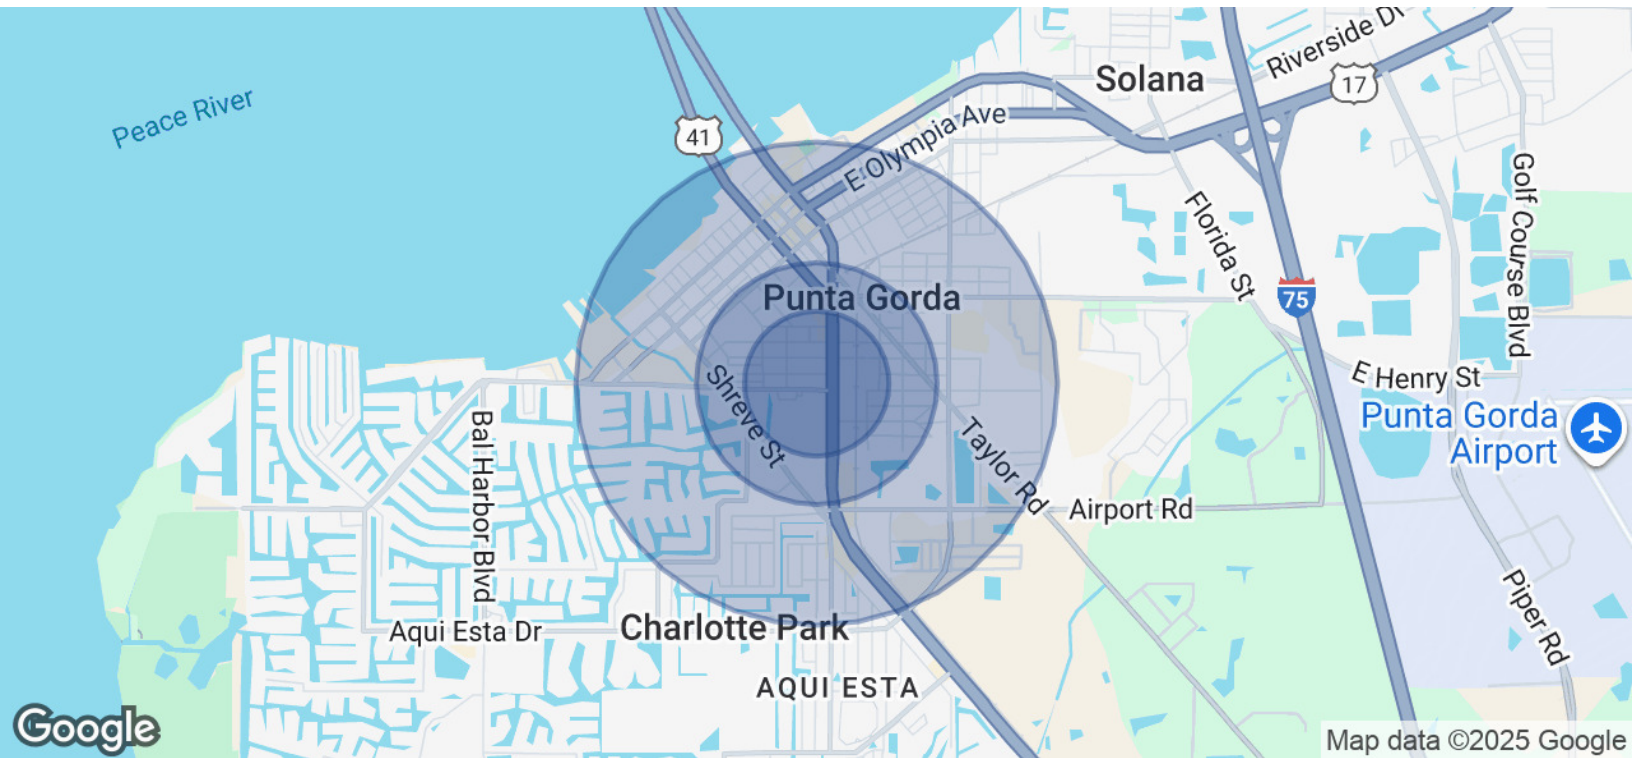 Peace River
41
Solana
Riverside Dr
17
E Olympia Ave
Golf Course Blvd
Florida St
75
Punta Gorda
E Henry St
Punta Gorda
Airport
Shreve St
Taylor Rd
Bal Harbor Blvd
Airport Rd
Piper Rd
Aqui Esta Dr
Charlotte Park
AQUI ESTA
Google
Map data ©2025 Google